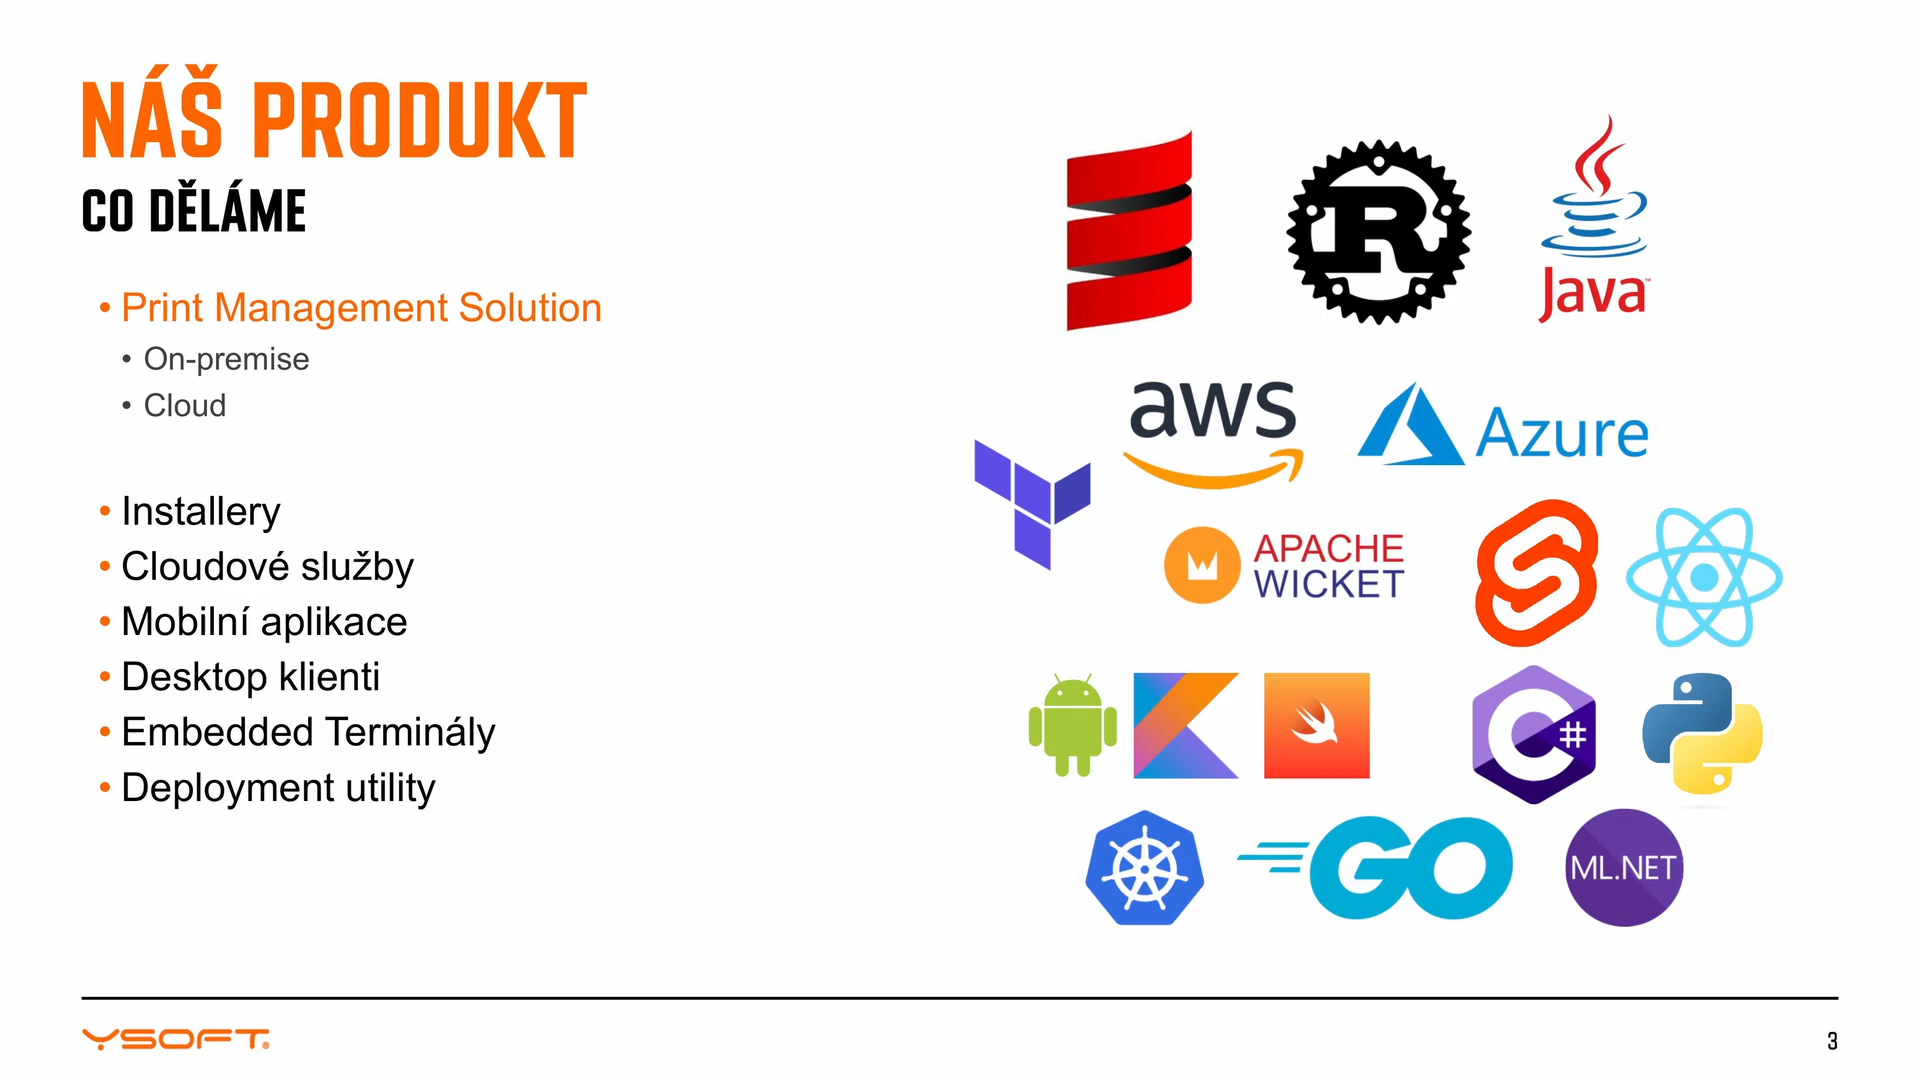 NÁŠ PRODUKT
CO DĚLÁME
• Print Management Solution
• On-premise
• Cloud
• Installery
• Cloudové služby
• Mobilní aplikace
• Desktop klienti
• Embedded Terminály
• Deployment utility
R
Java™
aws
Azure
APACHE
WICKET
C#
GO
ML.NET
YSOFT®
3